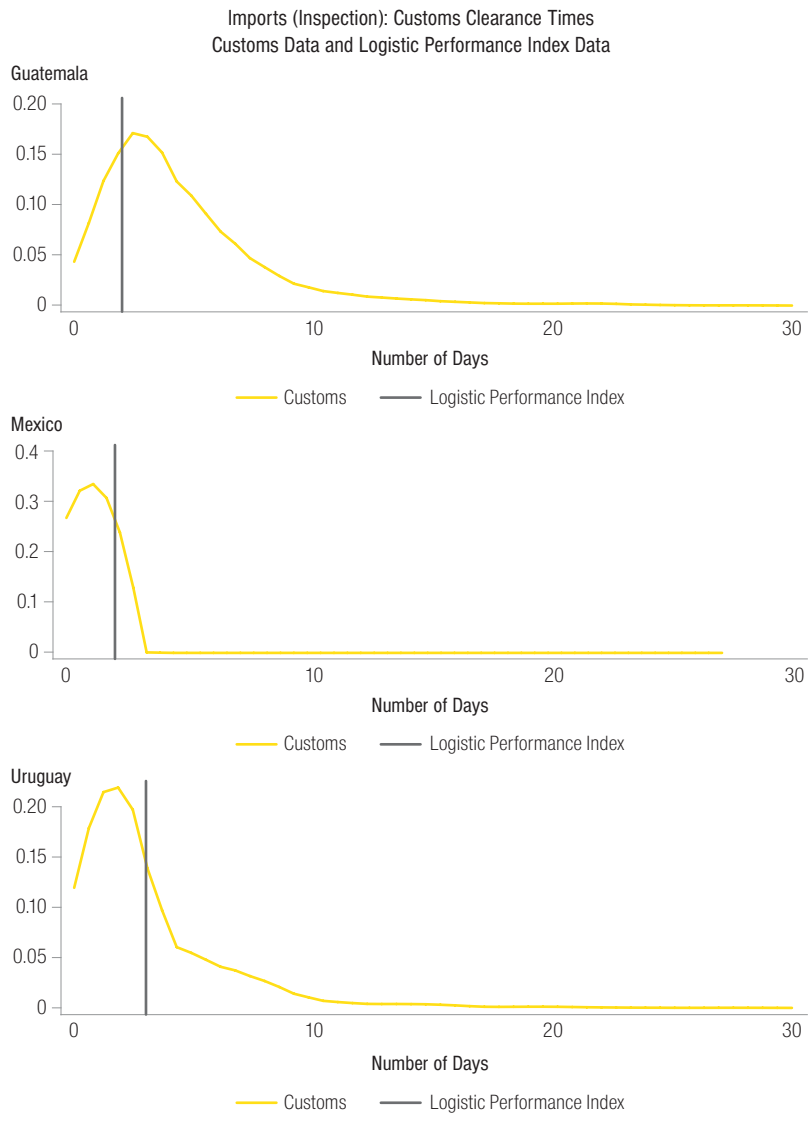 Imports (Inspection): Customs Clearance Times
Customs Data and Logistic Performance Index Data
Guatemala
0.20
0.15
0.10
0.05
0
0 10 20 30
Number of Days
Customs Logistic Performance Index
Mexico
0.4
0.3
0.2
0.1
0
0 10 20 30
Number of Days
Customs Logistic Performance Index
Uruguay
0.20
0.15
0.10
0.05
0
0 10 20 30
Number of Days
Customs Logistic Performance Index